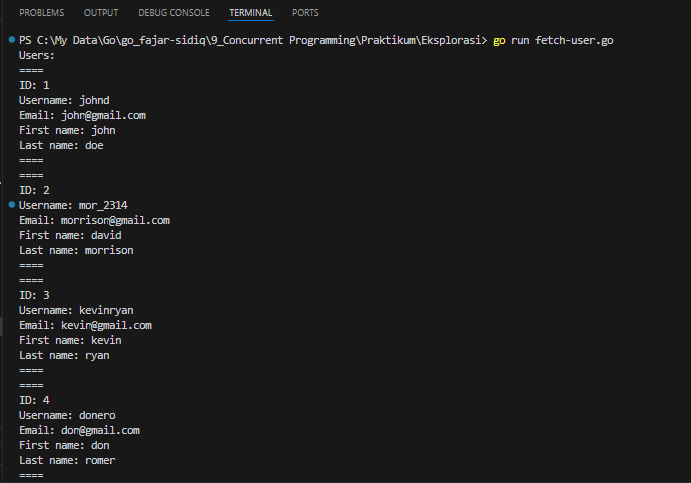 PROBLEMS OUTPUT DEBUG CONSOLE TERMINAL PORTS
PS C:\My Data\Go\go_fajar-sidiq\9_Concurrent Programming\Praktikum\Eksplorasi> go run fetch-user.go
Users:
====
ID: 1
Username: johnd
Email: john@gmail.com
First name: john
Last name: doe
====
====
ID: 2
Username: mor_2314
Email: morrison@gmail.com
First name: david
Last name: morrison
====
====
ID: 3
Username: kevinryan
Email: kevin@gmail.com
First name: kevin
Last name: ryan
====
====
ID: 4
Username: donero
Email: don@gmail.com
First name: don
Last name: romer
====